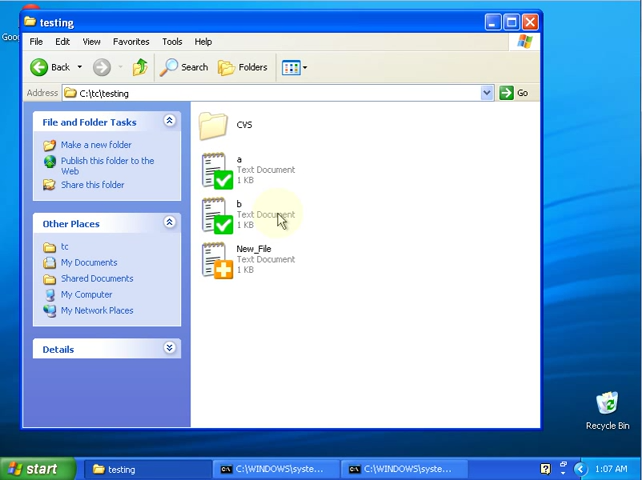 testing
File Edit View Favorites Tools Help
Back Search Folders
Address C:\tc\testing Go
File and Folder Tasks
Make a new folder
Publish this folder to the
Web
Share this folder
Other Places
tc
My Documents
Shared Documents
My Computer
My Network Places
Details
CVS
a
Text Document
1 KB
b
Text Document
1 KB
New_File
Text Document
1 KB
Recycle Bin
start testing C:\WINDOWS\syste... C:\WINDOWS\syste... 1:07 AM